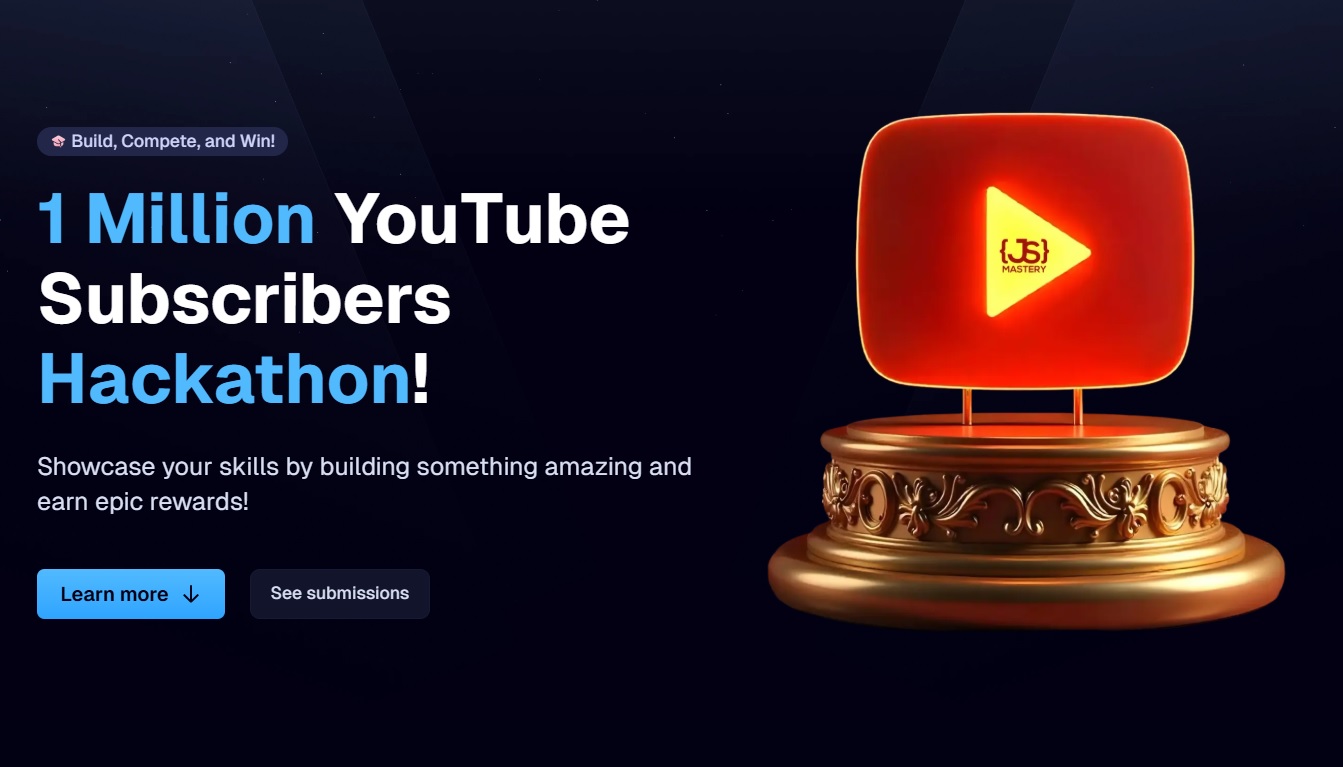 Build, Compete, and Win!
1 Million YouTube
Subscribers
Hackathon!
Showcase your skills by building something amazing and
earn epic rewards!
Learn more
See submissions
{JS}
MASTERY